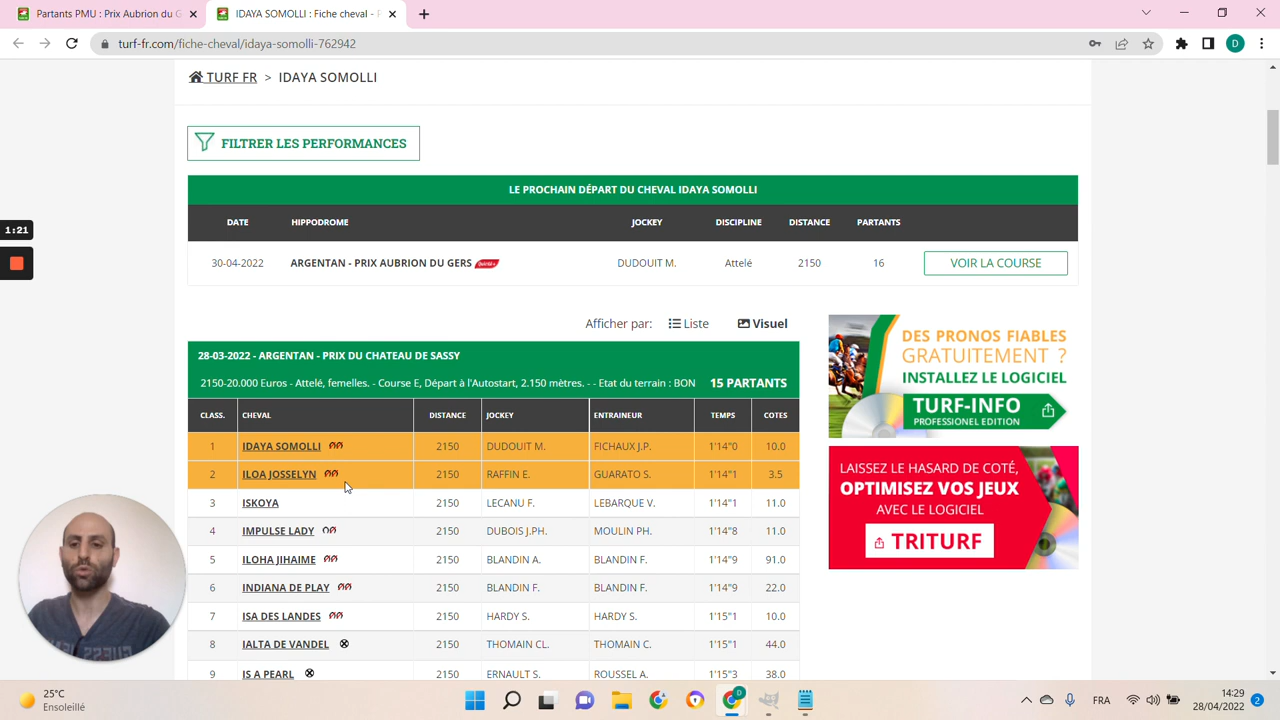 Partants PMU : Prix Aubrion du G
IDAYA SOMOLLI : Fiche cheval -
turf-fr.com/fiche-cheval/idaya-somolli-762942
D
TURF FR > IDAYA SOMOLLI
FILTRER LES PERFORMANCES
LE PROCHAIN DÉPART DU CHEVAL IDAYA SOMOLLI
DATE HIPPODROME JOCKEY DISCIPLINE DISTANCE PARTANTS
30-04-2022 ARGENTAN - PRIX AUBRION DU GERS Quinté+ DUDOUIT M. Attelé 2150 16 VOIR LA COURSE
1:21
Afficher par: Liste Visuel
28-03-2022 - ARGENTAN - PRIX DU CHATEAU DE SASSY
2150-20.000 Euros - Attelé, femelles. - Course E, Départ à l'Autostart, 2.150 mètres. - - Etat du terrain : BON 15 PARTANTS
CLASS. CHEVAL DISTANCE JOCKEY ENTRAINEUR TEMPS COTES
1 IDAYA SOMOLLI 2150 DUDOUIT M. FICHAUX J.P. 1'14"0 10.0
2 ILOA JOSSELYN 2150 RAFFIN E. GUARATO S. 1'14"1 3.5
3 ISKOYA 2150 LECANU F. LEBARQUE V. 1'14"1 11.0
4 IMPULSE LADY 2150 DUBOIS J.PH. MOULIN PH. 1'14"8 11.0
5 ILOHA JIHAIME 2150 BLANDIN A. BLANDIN F. 1'14"9 91.0
6 INDIANA DE PLAY 2150 BLANDIN F. BLANDIN F. 1'14"9 22.0
7 ISA DES LANDES 2150 HARDY S. HARDY S. 1'15"1 10.0
8 IALTA DE VANDEL 2150 THOMAIN CL. THOMAIN C. 1'15"1 44.0
9 IS A PEARL 2150 ERNAULT S. ROUSSEL A. 1'15"3 38.0
DES PRONOS FIABLES
GRATUITEMENT ?
INSTALLEZ LE LOGICIEL
TURF-INFO
PROFESSIONEL EDITION
LAISSEZ LE HASARD DE COTÉ,
OPTIMISEZ VOS JEUX
AVEC LE LOGICIEL
TRITURF
25°C
Ensoleillé
D
FRA
14:29
28/04/2022
2